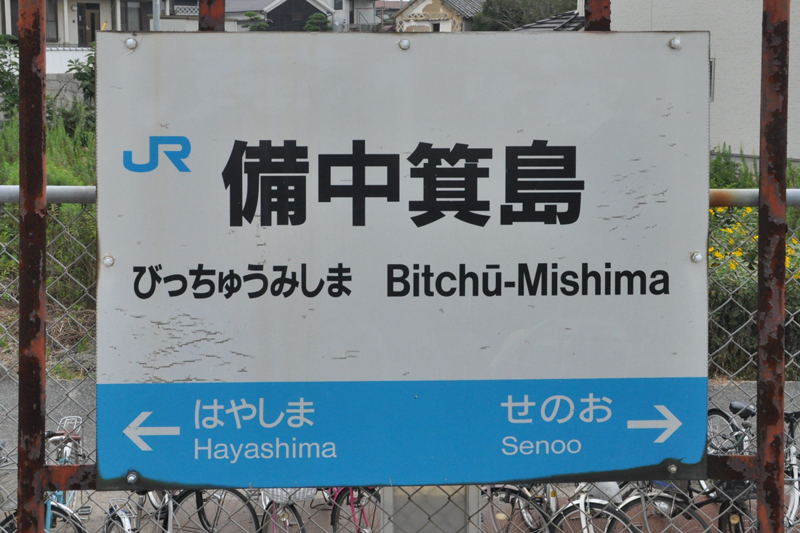 JR 備中箕島
びっちゅうみしま Bitchū-Mishima
← はやしま せのお →
Hayashima Senoo